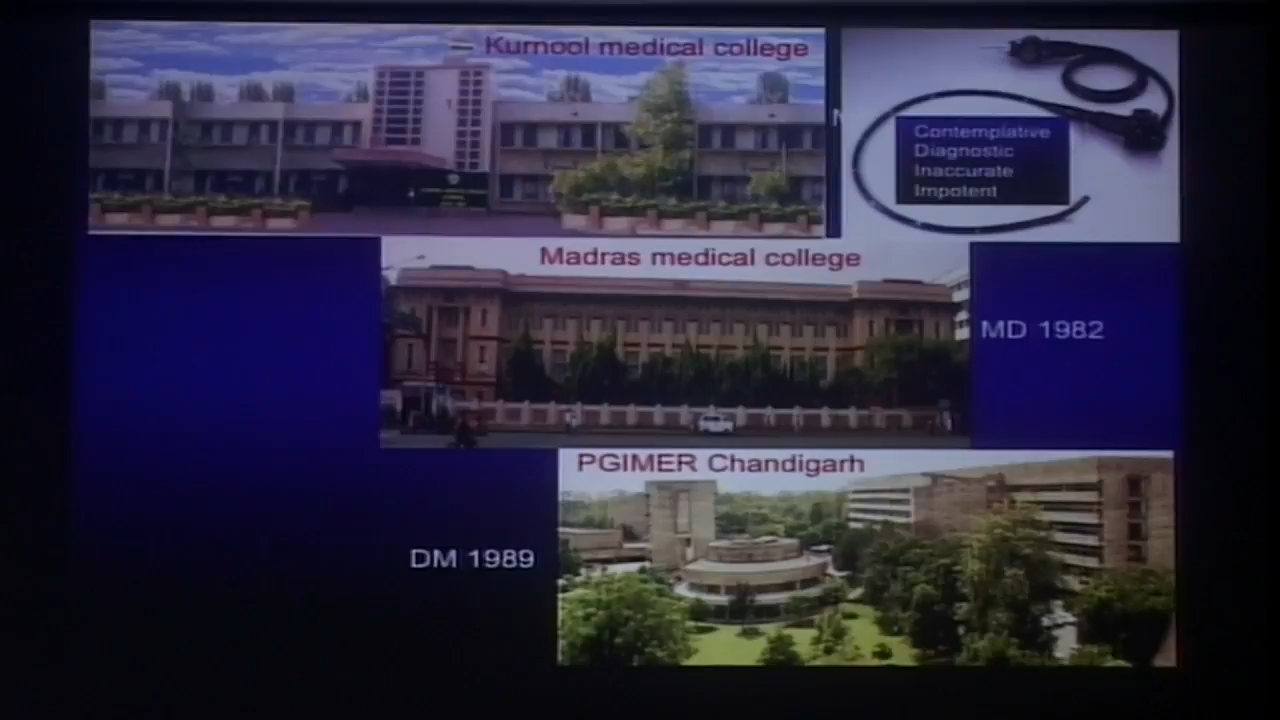 Kurnool medical college
Contemplative
Diagnostic
Inaccurate
Impotent
Madras medical college
MD 1982
PGIMER Chandigarh
DM 1989